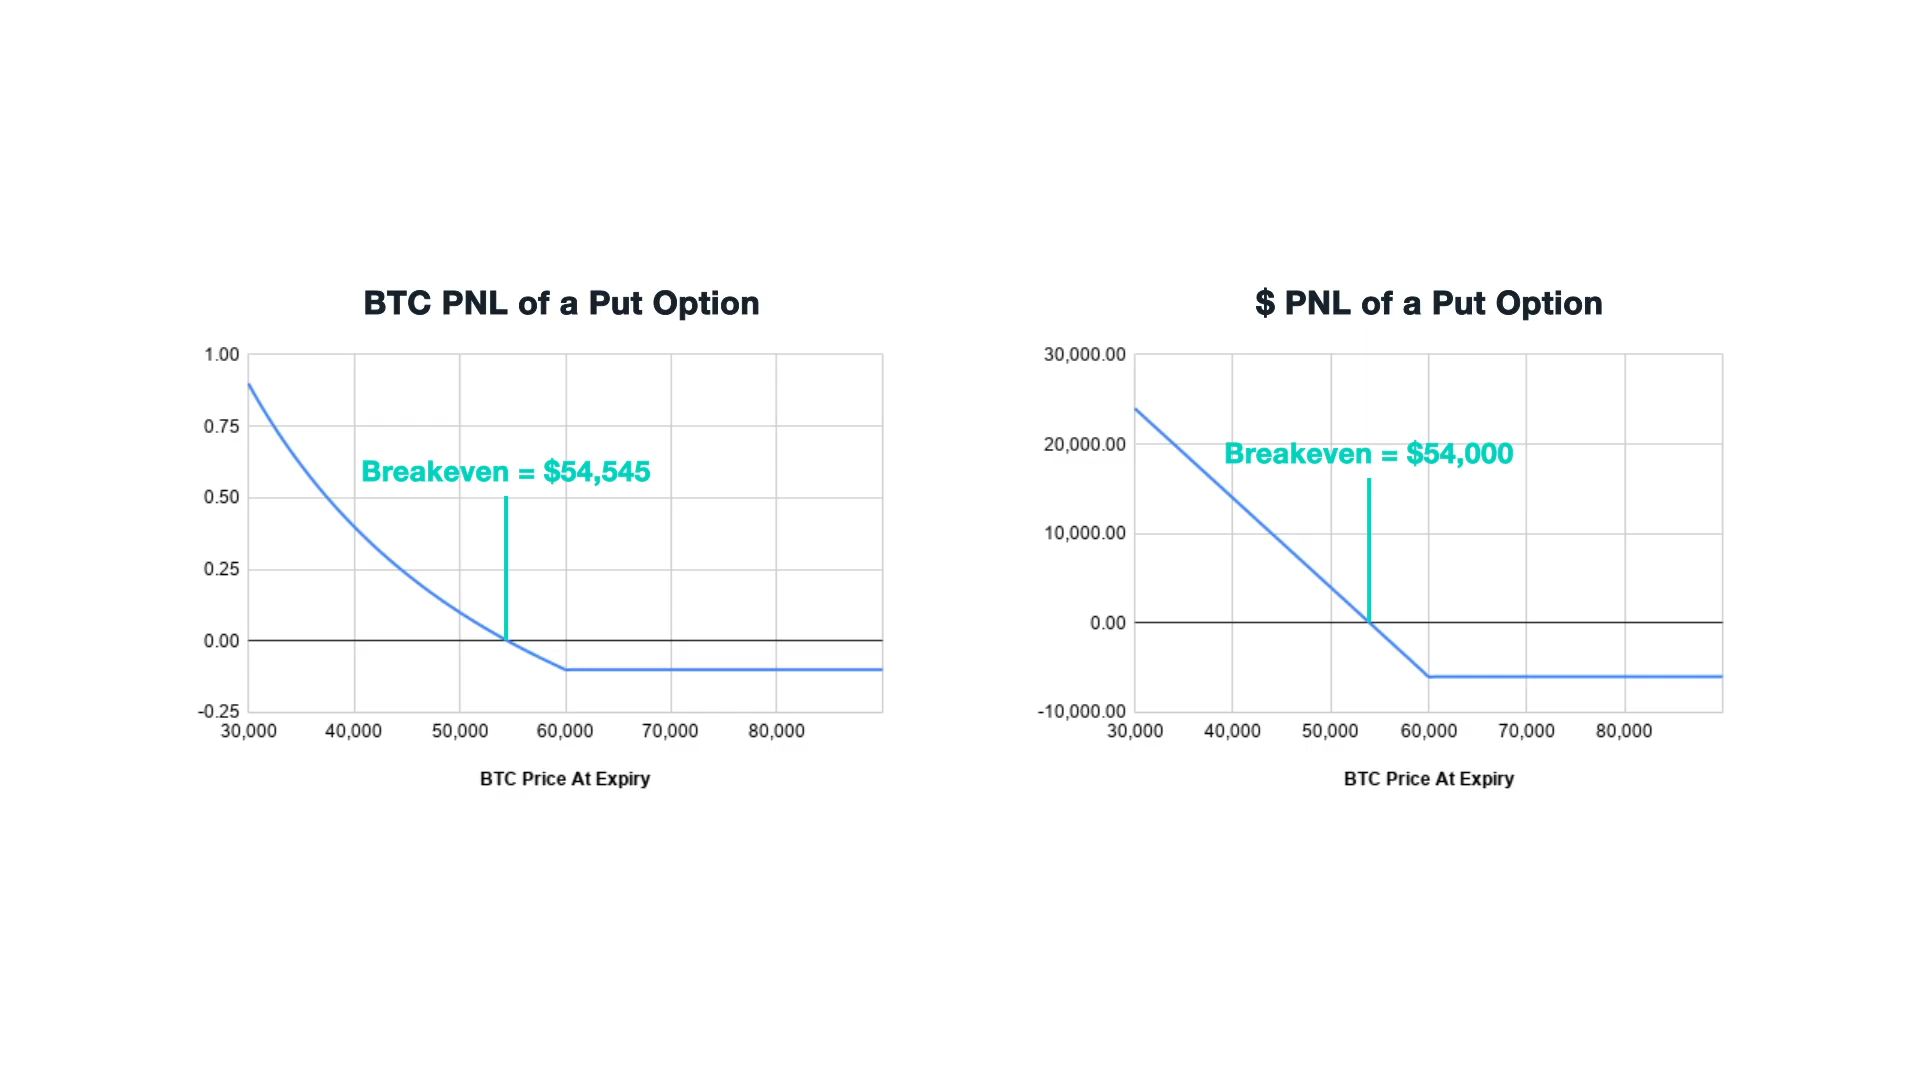 BTC PNL of a Put Option
1.00
0.75
0.50
0.25
0.00
-0.25
Breakeven = $54,545
30,000 40,000 50,000 60,000 70,000 80,000
BTC Price At Expiry
$ PNL of a Put Option
30,000.00
20,000.00
10,000.00
0.00
-10,000.00
Breakeven = $54,000
30,000 40,000 50,000 60,000 70,000 80,000
BTC Price At Expiry